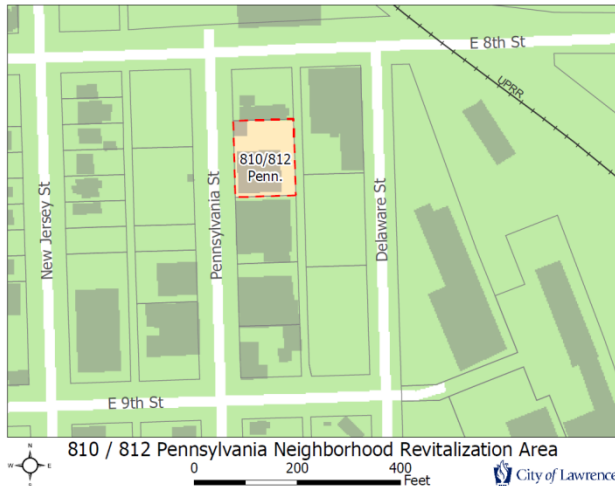 E 8th St
UPRR
810/812
Penn.
New Jersey St
Pennsylvania St
Delaware St
E 9th St
N
W E
S
810 / 812 Pennsylvania Neighborhood Revitalization Area
0 200 400
Feet
City of Lawrence